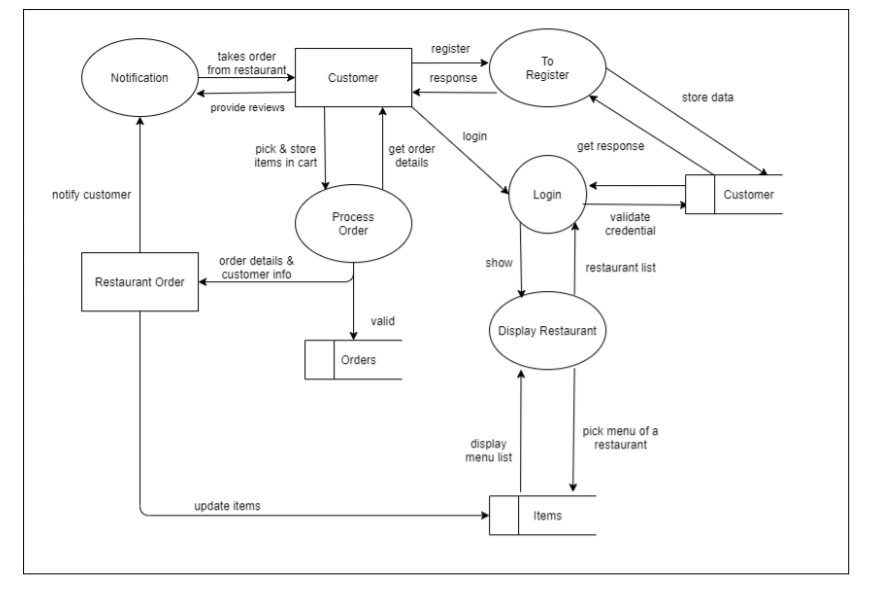 takes order
from restaurant
Notification
Customer
provide reviews
register
response
To
Register
store data
get response
login
pick & store
items in cart
get order
details
notify customer
Process
Order
Login
Customer
validate
credential
order details &
customer info
Restaurant Order
show
restaurant list
valid
Display Restaurant
Orders
display
menu list
pick menu of a
restaurant
update items
Items